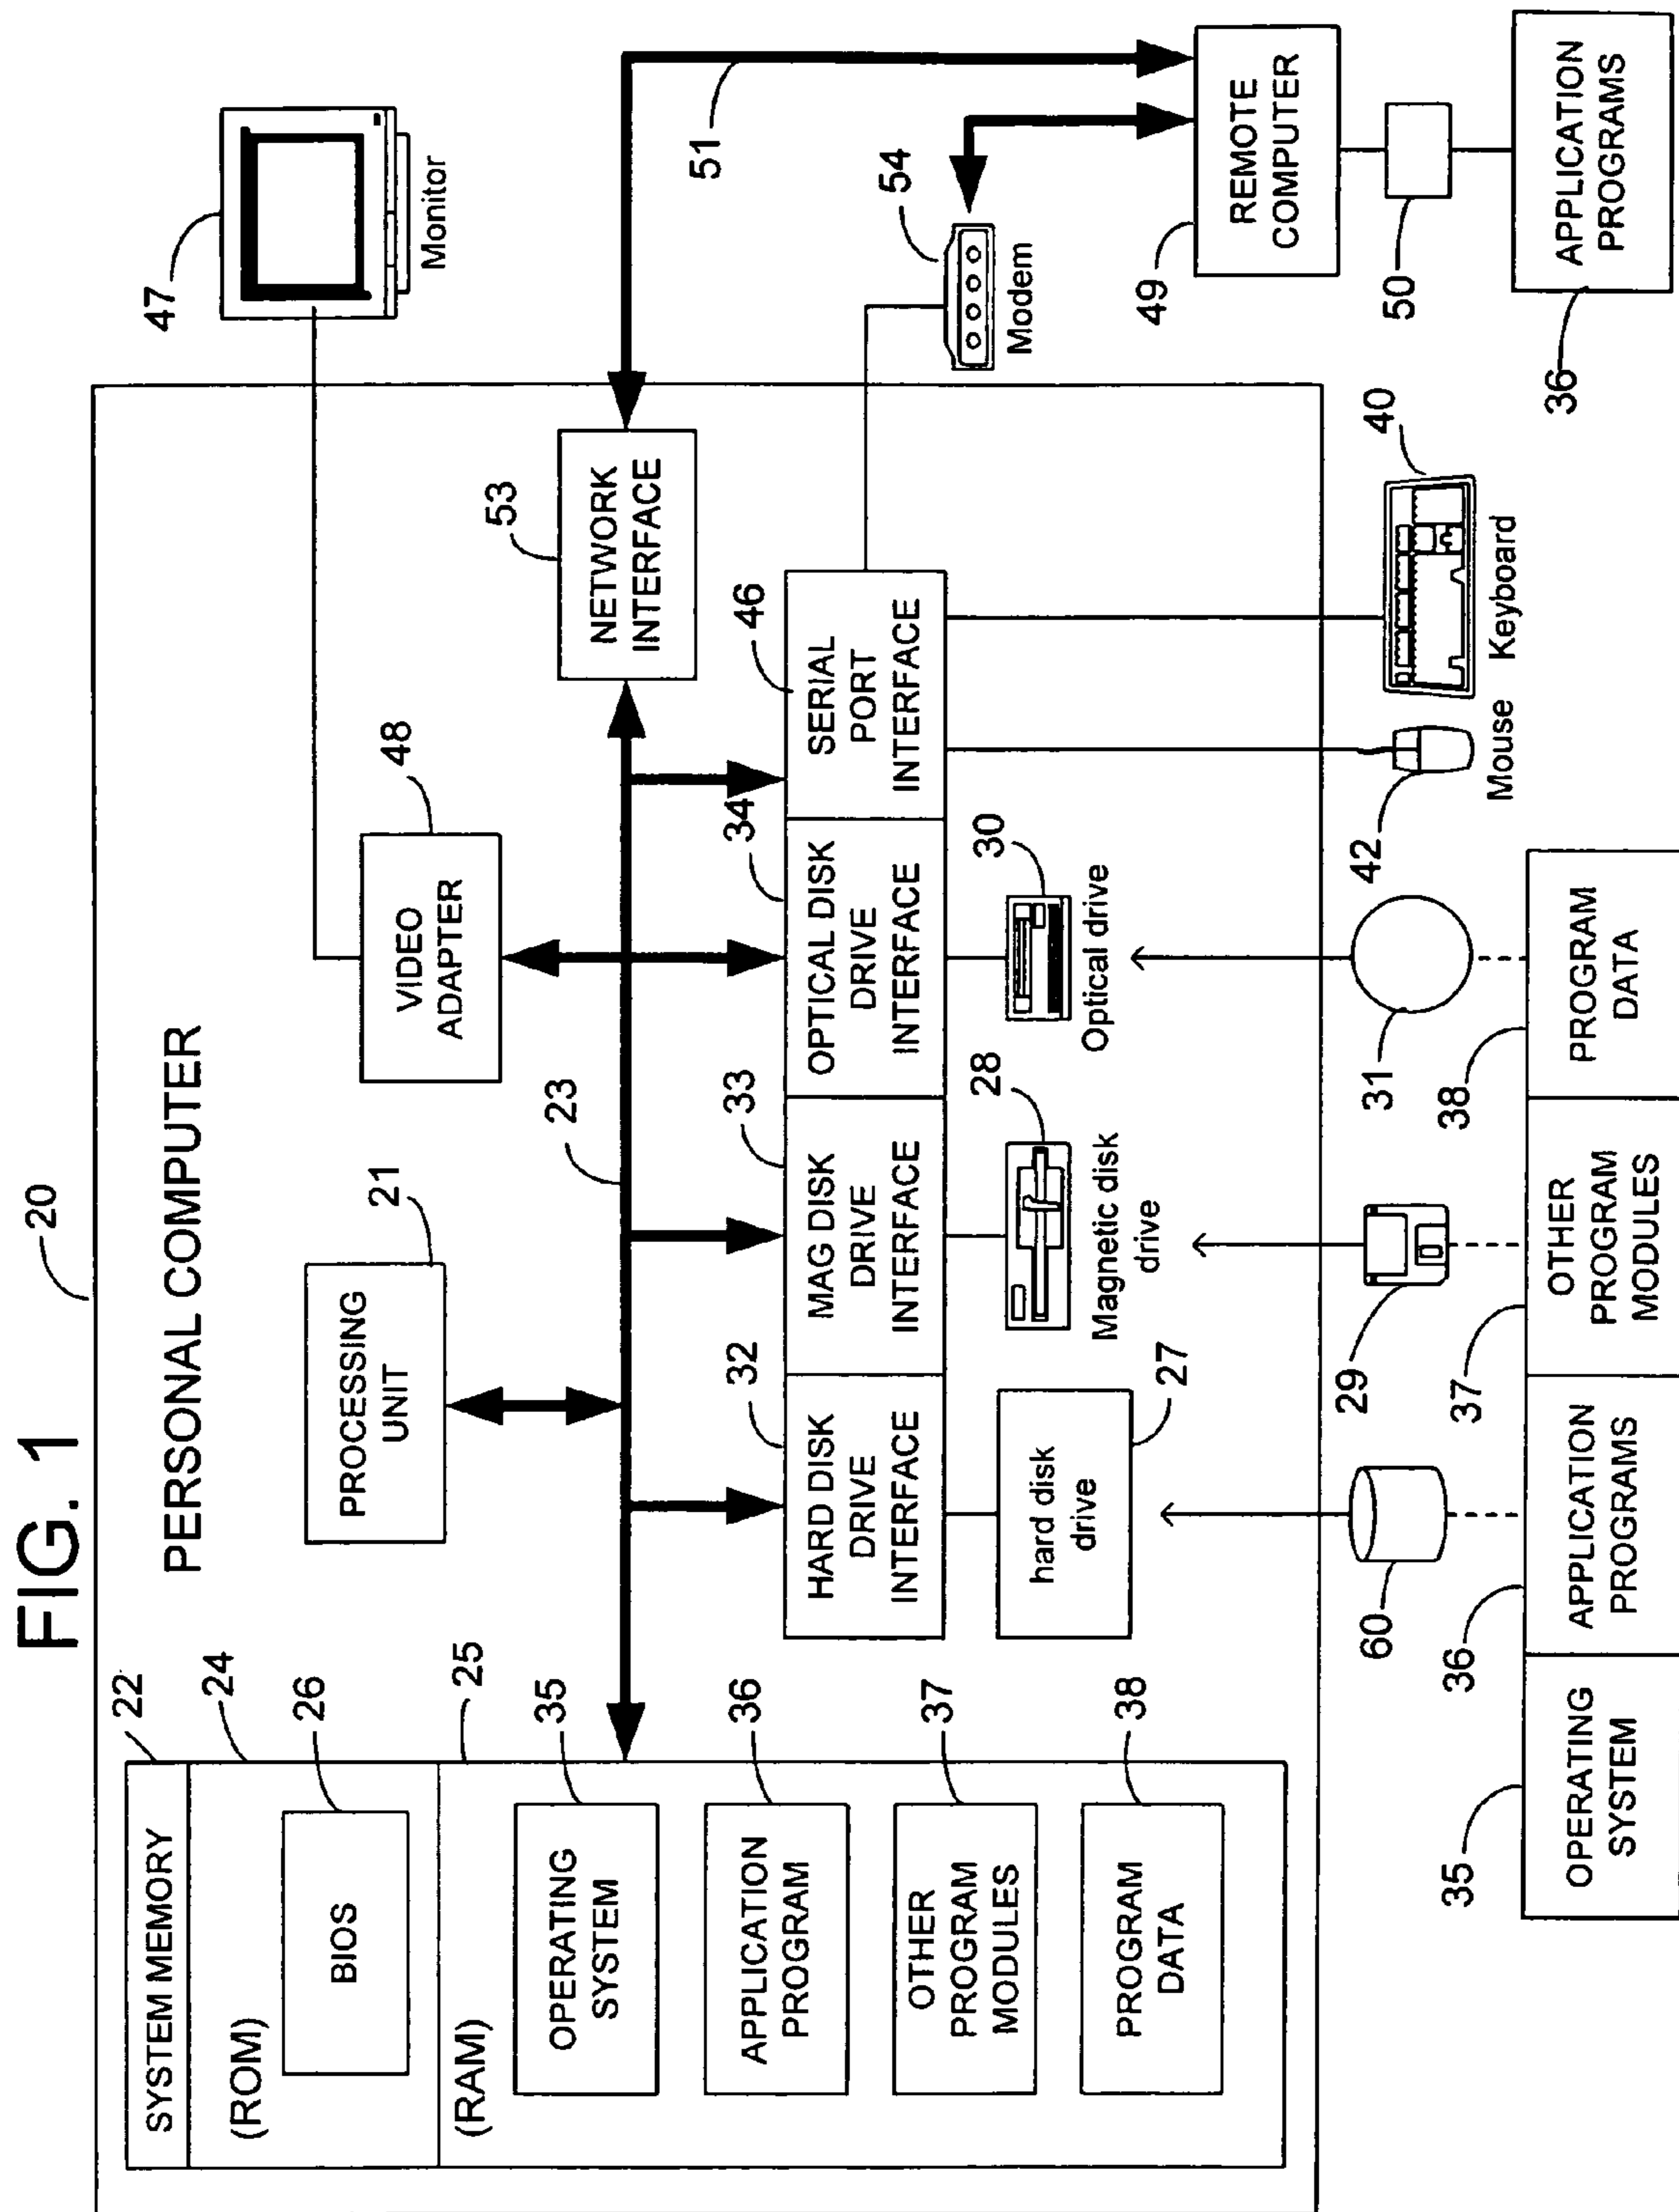 FIG. 1
20
PERSONAL COMPUTER
22
SYSTEM MEMORY
24
(ROM)
26
BIOS
25
(RAM)
35
OPERATING
SYSTEM
36
APPLICATION
PROGRAM
37
OTHER
PROGRAM
MODULES
38
PROGRAM
DATA
21
PROCESSING
UNIT
48
VIDEO
ADAPTER
47
Monitor
23
53
NETWORK
INTERFACE
51
32
HARD DISK
DRIVE
INTERFACE
33
MAG DISK
DRIVE
INTERFACE
34
OPTICAL DISK
DRIVE
INTERFACE
46
SERIAL
PORT
INTERFACE
54
Modem
hard disk
drive
27
28
Magnetic disk
drive
30
Optical drive
49
REMOTE
COMPUTER
50
36
APPLICATION
PROGRAMS
60
29
31
42
Mouse
40
Keyboard
35
OPERATING
SYSTEM
36
APPLICATION
PROGRAMS
37
OTHER
PROGRAM
MODULES
38
PROGRAM
DATA